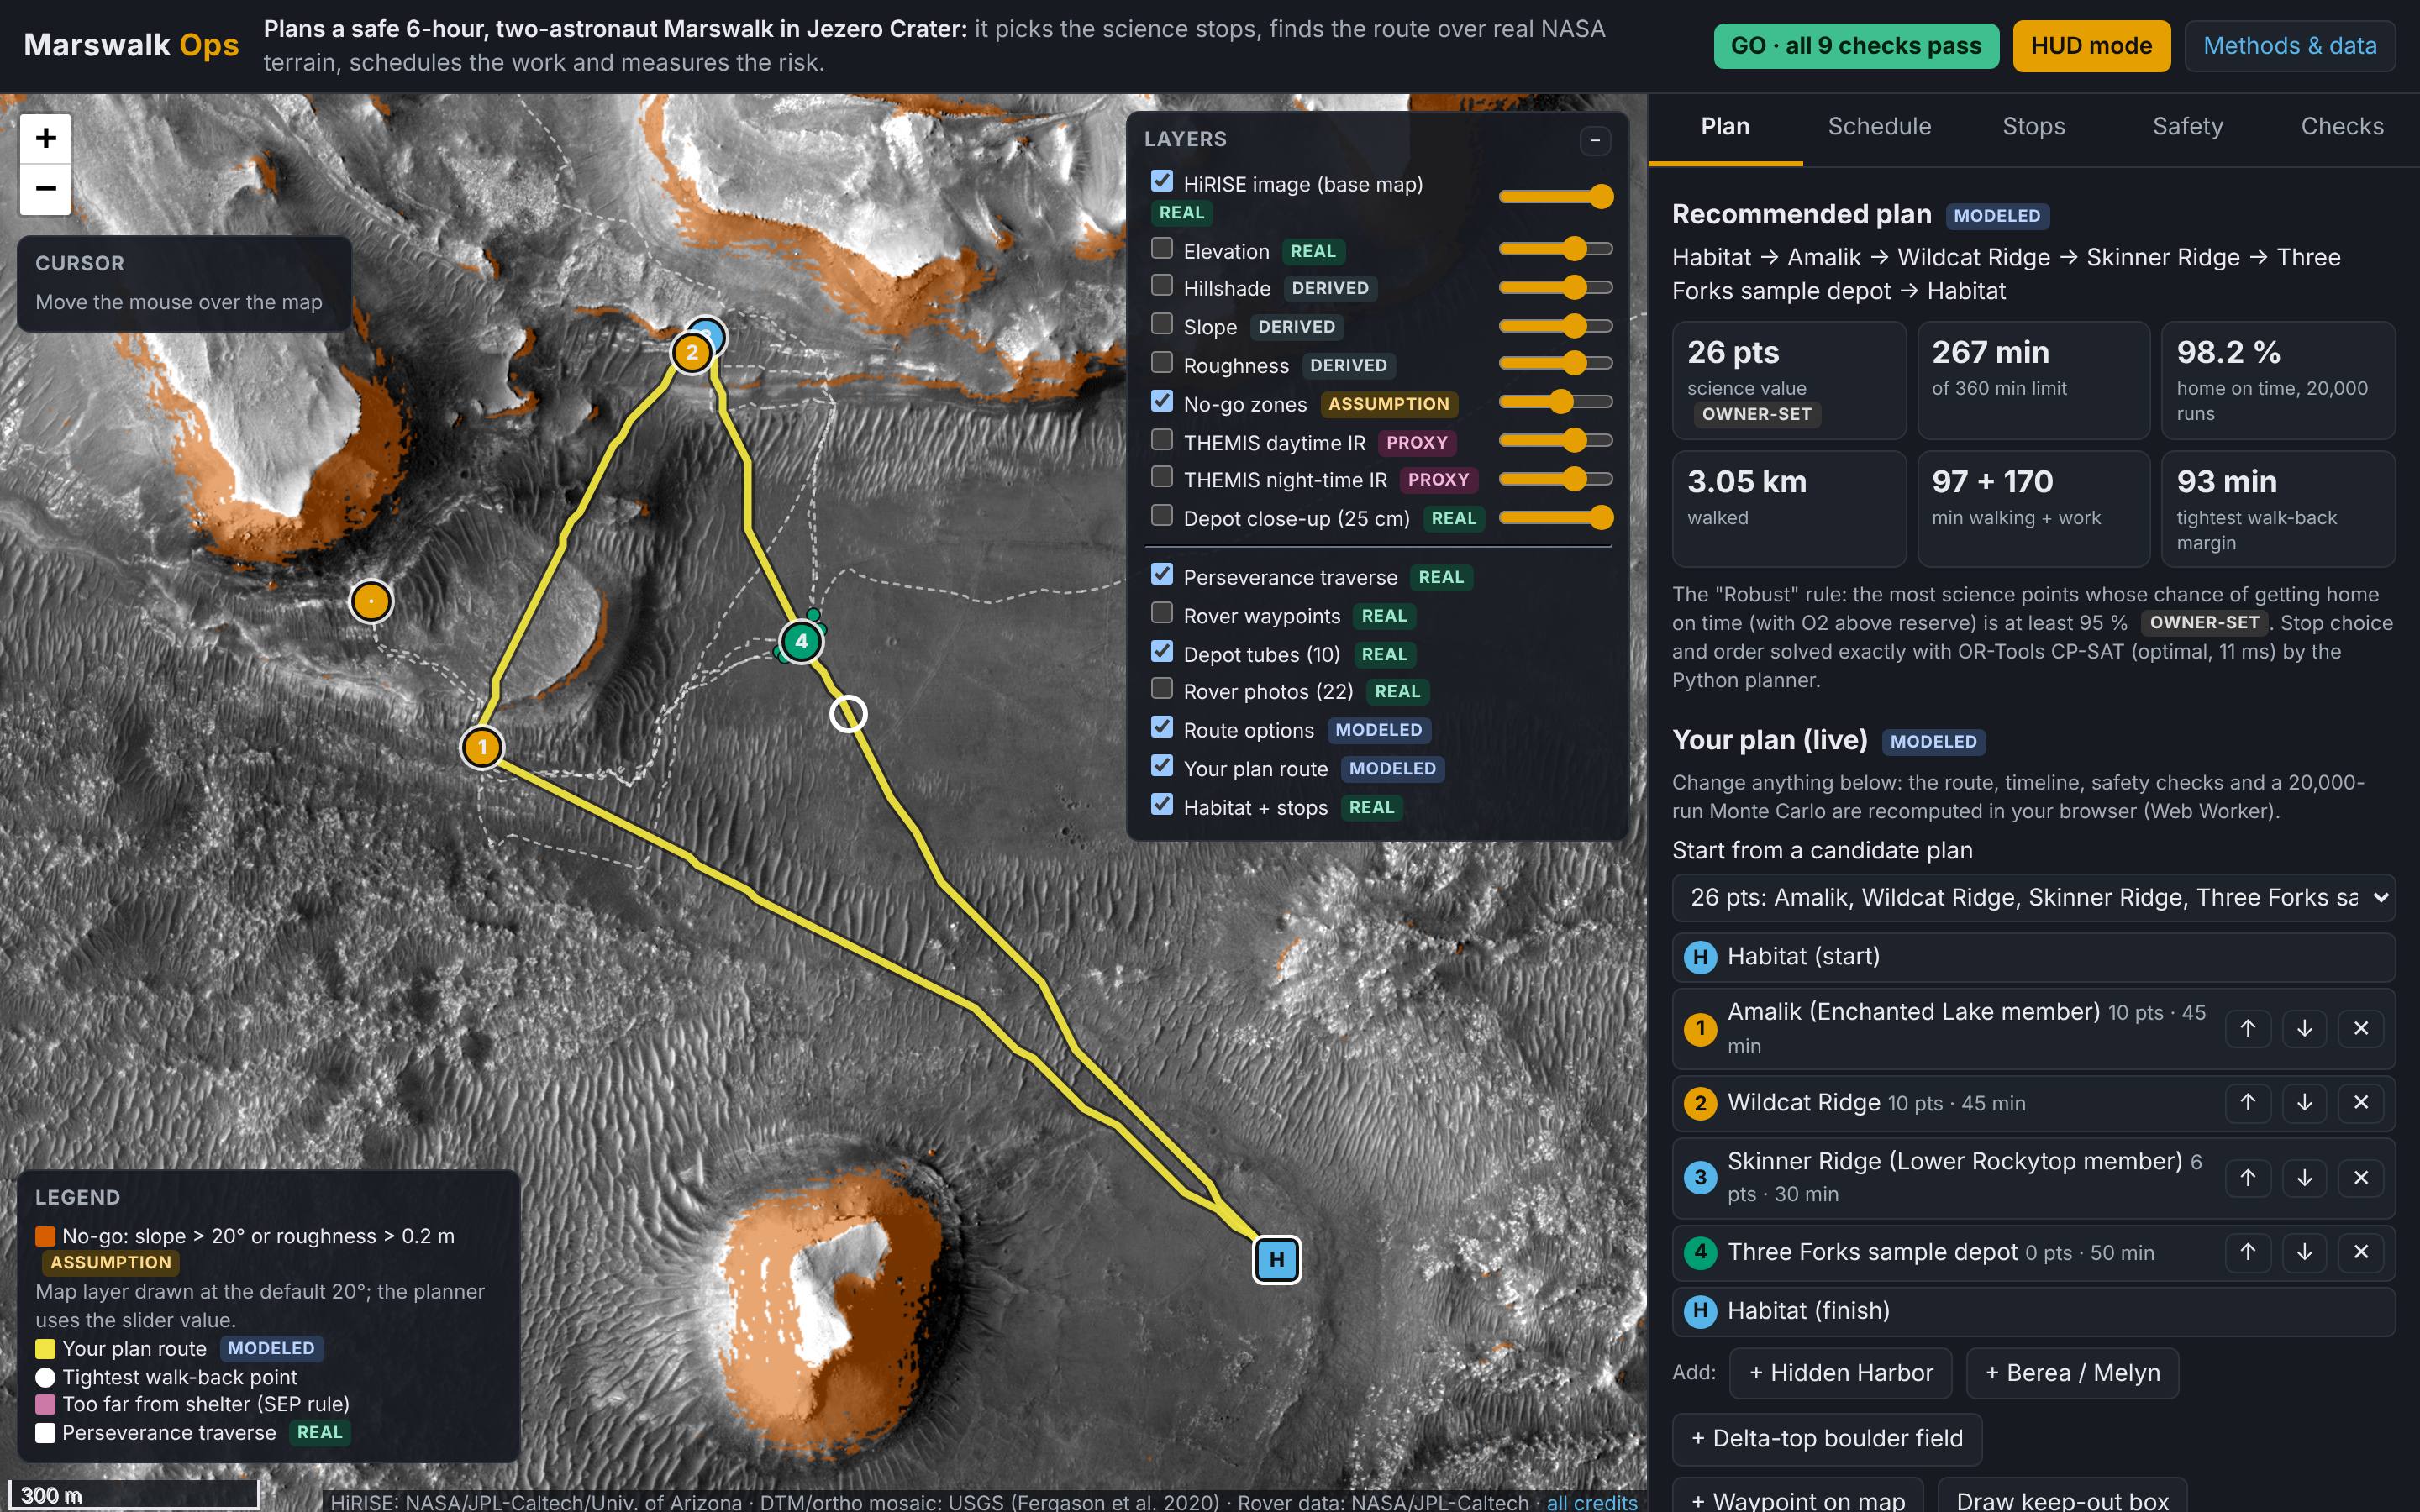 Marswalk Ops
Plans a safe 6-hour, two-astronaut Marswalk in Jezero Crater: it picks the science stops, finds the route over real NASA
terrain, schedules the work and measures the risk.
GO · all 9 checks pass
HUD mode
Methods & data
+
−
CURSOR
Move the mouse over the map
LAYERS
−
HiRISE image (base map)
REAL
Elevation REAL
Hillshade DERIVED
Slope DERIVED
Roughness DERIVED
No-go zones ASSUMPTION
THEMIS daytime IR PROXY
THEMIS night-time IR PROXY
Depot close-up (25 cm) REAL
Perseverance traverse REAL
Rover waypoints REAL
Depot tubes (10) REAL
Rover photos (22) REAL
Route options MODELED
Your plan route MODELED
Habitat + stops REAL
2
4
1
H
LEGEND
No-go: slope > 20° or roughness > 0.2 m
ASSUMPTION
Map layer drawn at the default 20°; the planner
uses the slider value.
Your plan route MODELED
Tightest walk-back point
Too far from shelter (SEP rule)
Perseverance traverse REAL
300 m
HiRISE: NASA/JPL-Caltech/Univ. of Arizona · DTM/ortho mosaic: USGS (Fergason et al. 2020) · Rover data: NASA/JPL-Caltech · all credits
Plan
Schedule
Stops
Safety
Checks
Recommended plan MODELED
Habitat → Amalik → Wildcat Ridge → Skinner Ridge → Three
Forks sample depot → Habitat
26 pts
science value
OWNER-SET
267 min
of 360 min limit
98.2 %
home on time, 20,000
runs
3.05 km
walked
97 + 170
min walking + work
93 min
tightest walk-back
margin
The "Robust" rule: the most science points whose chance of getting home
on time (with O2 above reserve) is at least 95 % OWNER-SET. Stop choice
and order solved exactly with OR-Tools CP-SAT (optimal, 11 ms) by the
Python planner.
Your plan (live) MODELED
Change anything below: the route, timeline, safety checks and a 20,000-
run Monte Carlo are recomputed in your browser (Web Worker).
Start from a candidate plan
26 pts: Amalik, Wildcat Ridge, Skinner Ridge, Three Forks sa
H Habitat (start)
1 Amalik (Enchanted Lake member) 10 pts · 45
min
↑ ↓ ×
2 Wildcat Ridge 10 pts · 45 min
↑ ↓ ×
3 Skinner Ridge (Lower Rockytop member) 6
pts · 30 min
↑ ↓ ×
4 Three Forks sample depot 0 pts · 50 min
↑ ↓ ×
H Habitat (finish)
Add: + Hidden Harbor + Berea / Melyn
+ Delta-top boulder field
+ Waypoint on map Draw keep-out box